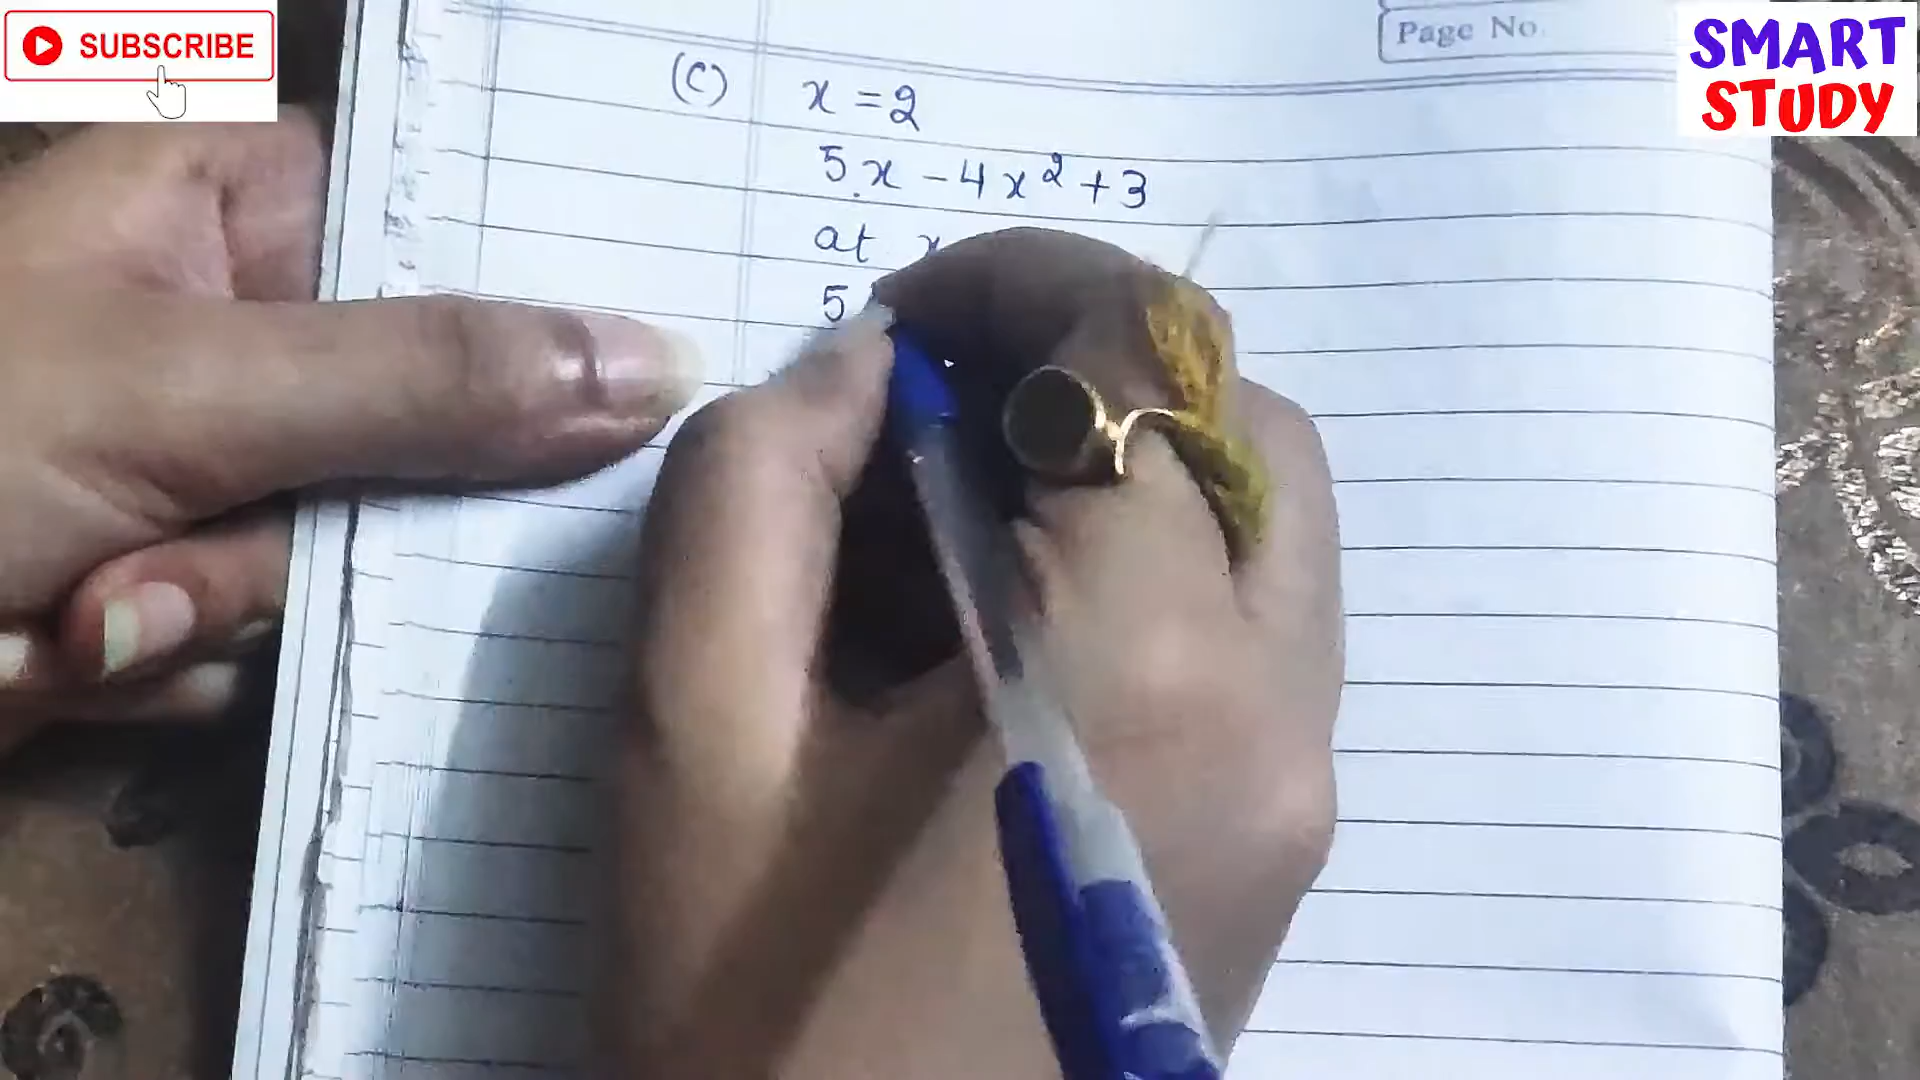 SUBSCRIBE
Page No.
SMART
STUDY
(C) x = 2
5x - 4x² + 3
at x
5